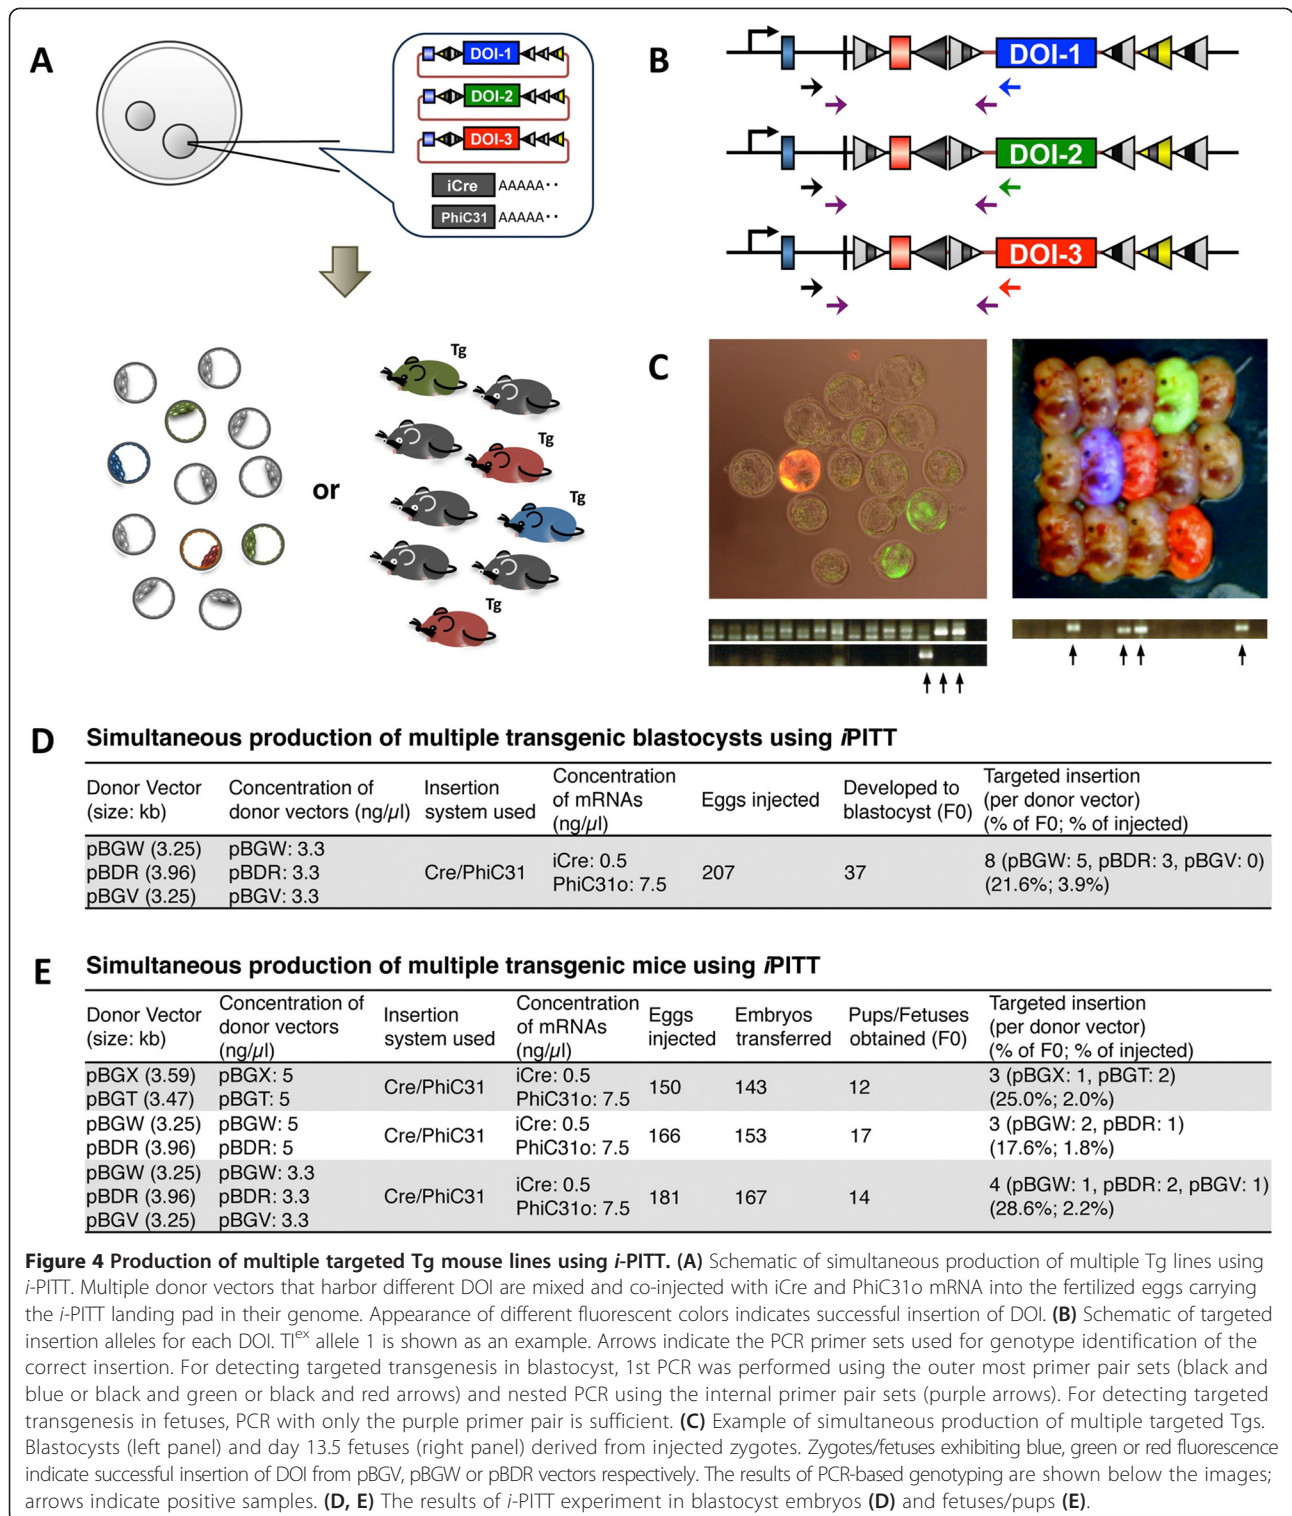 A
DOI-1
DOI-2
DOI-3
iCre AAAAA··
PhiC31 AAAAA··
or
Tg
Tg
Tg
Tg
B
DOI-1
DOI-2
DOI-3
C
D Simultaneous production of multiple transgenic blastocysts using iPITT
Donor Vector (size: kb) Concentration of donor vectors (ng/µl) Insertion system used Concentration of mRNAs (ng/µl) Eggs injected Developed to blastocyst (F0) Targeted insertion (per donor vector) (% of F0; % of injected)
pBGW (3.25) pBGW: 3.3
pBDR (3.96) pBDR: 3.3 Cre/PhiC31 iCre: 0.5 PhiC31o: 7.5 207 37 8 (pBGW: 5, pBDR: 3, pBGV: 0) (21.6%; 3.9%)
pBGV (3.25) pBGV: 3.3
E Simultaneous production of multiple transgenic mice using iPITT
Donor Vector (size: kb) Concentration of donor vectors (ng/µl) Insertion system used Concentration of mRNAs (ng/µl) Eggs injected Embryos transferred Pups/Fetuses obtained (F0) Targeted insertion (per donor vector) (% of F0; % of injected)
pBGX (3.59) pBGX: 5 Cre/PhiC31 iCre: 0.5 150 143 12 3 (pBGX: 1, pBGT: 2)
pBGT (3.47) pBGT: 5 PhiC31o: 7.5 (25.0%; 2.0%)
pBGW (3.25) pBGW: 5 Cre/PhiC31 iCre: 0.5 166 153 17 3 (pBGW: 2, pBDR: 1)
pBDR (3.96) pBDR: 5 PhiC31o: 7.5 (17.6%; 1.8%)
pBGW (3.25) pBGW: 3.3
pBDR (3.96) pBDR: 3.3 Cre/PhiC31 iCre: 0.5 PhiC31o: 7.5 181 167 14 4 (pBGW: 1, pBDR: 2, pBGV: 1) (28.6%; 2.2%)
pBGV (3.25) pBGV: 3.3
Figure 4 Production of multiple targeted Tg mouse lines using i-PITT. (A) Schematic of simultaneous production of multiple Tg lines using
i-PITT. Multiple donor vectors that harbor different DOI are mixed and co-injected with iCre and PhiC31o mRNA into the fertilized eggs carrying
the i-PITT landing pad in their genome. Appearance of different fluorescent colors indicates successful insertion of DOI. (B) Schematic of targeted
insertion alleles for each DOI. TIex allele 1 is shown as an example. Arrows indicate the PCR primer sets used for genotype identification of the
correct insertion. For detecting targeted transgenesis in blastocyst, 1st PCR was performed using the outer most primer pair sets (black and
blue or black and green or black and red arrows) and nested PCR using the internal primer pair sets (purple arrows). For detecting targeted
transgenesis in fetuses, PCR with only the purple primer pair is sufficient. (C) Example of simultaneous production of multiple targeted Tgs.
Blastocysts (left panel) and day 13.5 fetuses (right panel) derived from injected zygotes. Zygotes/fetuses exhibiting blue, green or red fluorescence
indicate successful insertion of DOI from pBGV, pBGW or pBDR vectors respectively. The results of PCR-based genotyping are shown below the images;
arrows indicate positive samples. (D, E) The results of i-PITT experiment in blastocyst embryos (D) and fetuses/pups (E).